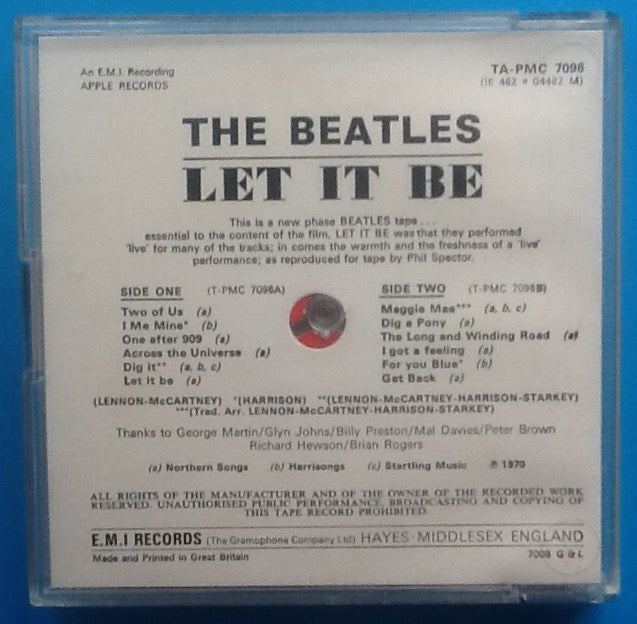 An E.M.I. Recording
APPLE RECORDS
TA-PMC 7096
(IE 462 o 04462 M)
THE BEATLES
LET IT BE
This is a new phase BEATLES tape . . .
essential to the content of the film, LET IT BE was that they performed
'live' for many of the tracks; in comes the warmth and the freshness of a 'live'
performance; as reproduced for tape by Phil Spector.
SIDE ONE (T-PMC 7096A)
Two of Us (a)
I Me Mine* (b)
One after 909 (a)
Across the Universe (a)
Dig it** (a, b, c)
Let it be (a)
SIDE TWO (T-PMC 7096B)
Maggie Mae*** (a, b, c)
Dig a Pony (a)
The Long and Winding Road (a)
I got a feeling (a)
For you Blue* (b)
Get Back (a)
(LENNON-McCARTNEY) *(HARRISON) **(LENNON-McCARTNEY-HARRISON-STARKEY)
***(Trad. Arr. LENNON-McCARTNEY-HARRISON-STARKEY)
Thanks to George Martin/Glyn Johns/Billy Preston/Mal Davies/Peter Brown
Richard Hewson/Brian Rogers
(a) Northern Songs (b) Harrisongs (c) Startling Music ℗ 1970
ALL RIGHTS OF THE MANUFACTURER AND OF THE OWNER OF THE RECORDED WORK
RESERVED. UNAUTHORISED PUBLIC PERFORMANCE, BROADCASTING AND COPYING OF
THIS TAPE RECORD PROHIBITED.
E.M.I RECORDS (The Gramophone Company Ltd) HAYES · MIDDLESEX · ENGLAND
Made and Printed in Great Britain
7008 G & L